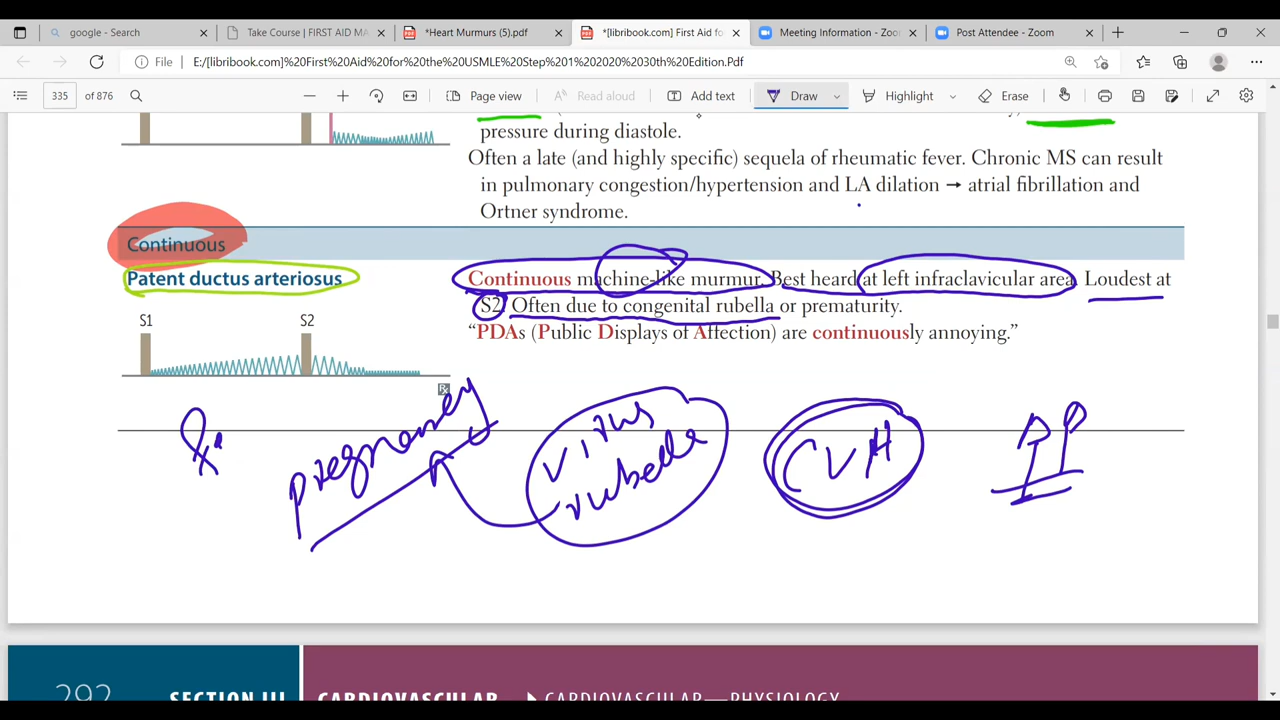 google - Search
Take Course | FIRST AID MA
*Heart Murmurs (5).pdf
*[libribook.com] First Aid for
Meeting Information - Zoo
Post Attendee - Zoom
File
E:/[libribook.com]%20First%20Aid%20for%20the%20USMLE%20Step%201%202020%2030th%20Edition.Pdf
335 of 876
Page view
Read aloud
Add text
Draw
Highlight
Erase
pressure during diastole.
Often a late (and highly specific) sequela of rheumatic fever. Chronic MS can result
in pulmonary congestion/hypertension and LA dilation → atrial fibrillation and
Ortner syndrome.
Continuous
Patent ductus arteriosus
Continuous machine-like murmur. Best heard at left infraclavicular area. Loudest at
S2. Often due to congenital rubella or prematurity.
"PDAs (Public Displays of Affection) are continuously annoying."
S1 S2
pregnancy
virus
rubella
292 SECTION III
CARDIOVASCULAR
CARDIOVASCULAR—PHYSIOLOGY